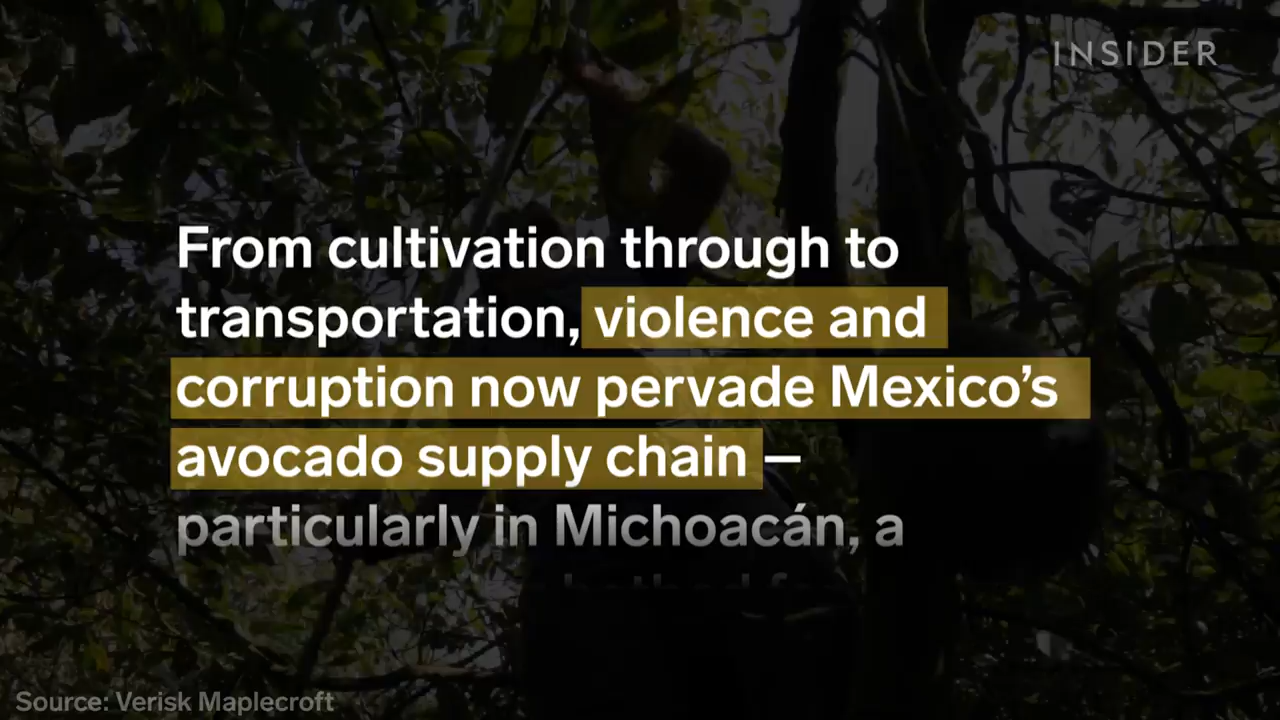 INSIDER
From cultivation through to
transportation, violence and
corruption now pervade Mexico’s
avocado supply chain —
particularly in Michoacán, a
Source: Verisk Maplecroft